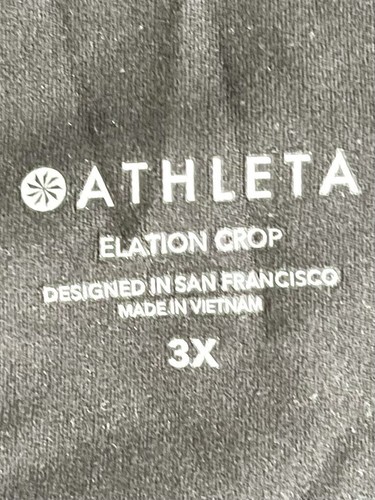 ATHLETA
ELATION CROP
DESIGNED IN SAN FRANCISCO
MADE IN VIETNAM
3X